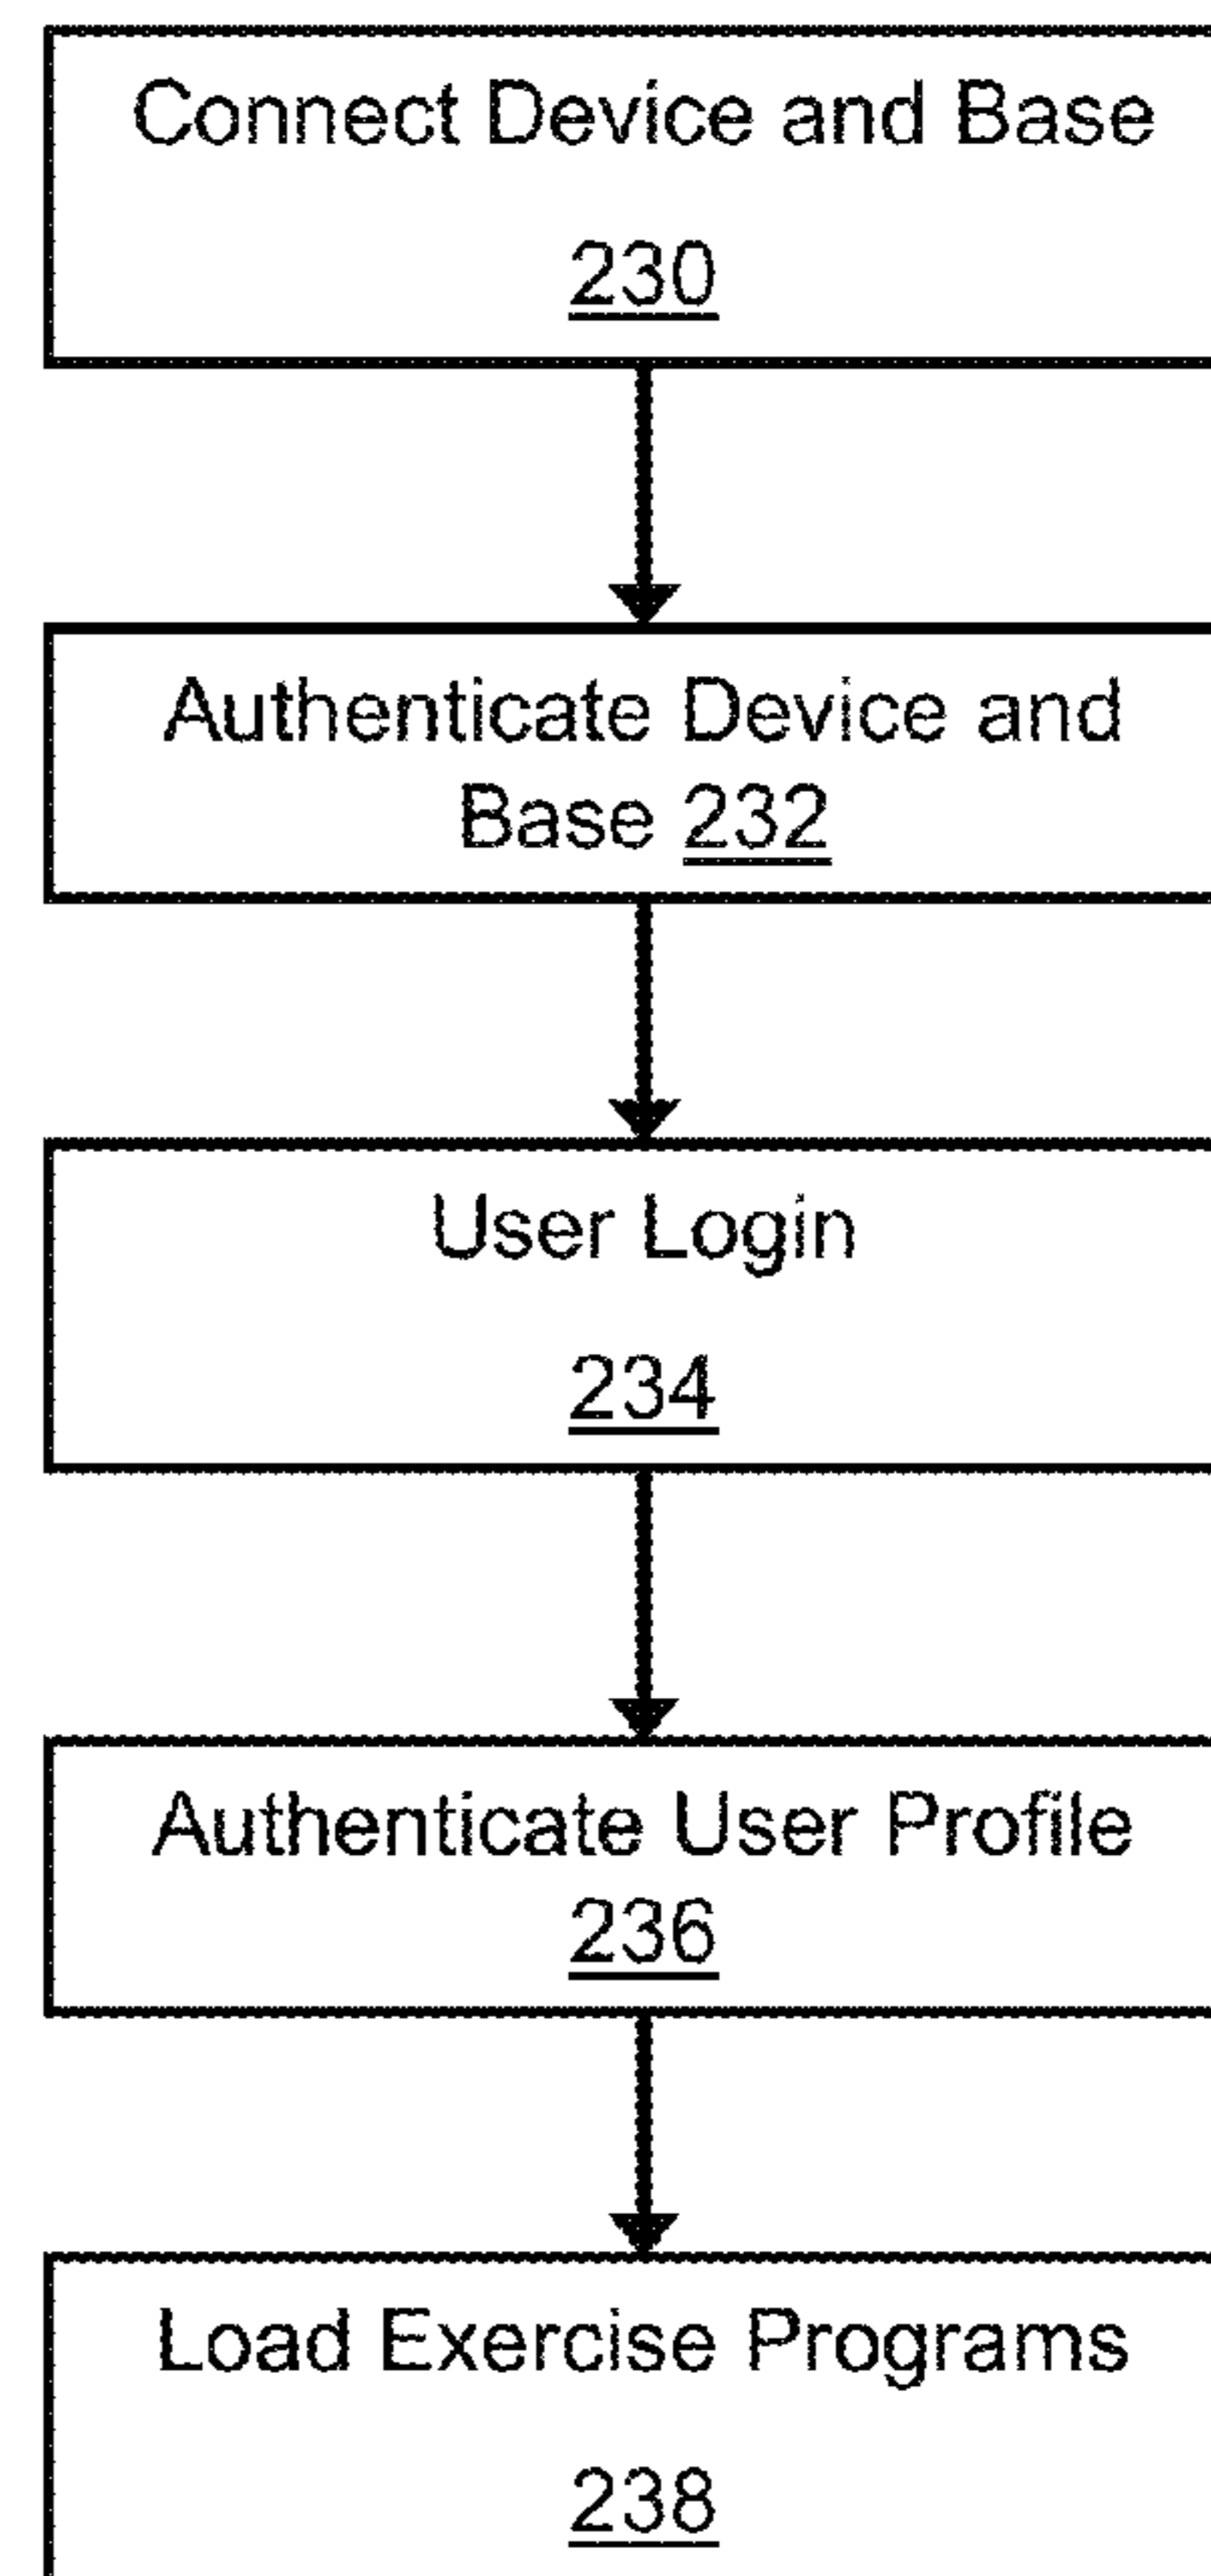 Connect Device and Base
230
Authenticate Device and
Base 232
User Login
234
Authenticate User Profile
236
Load Exercise Programs
238